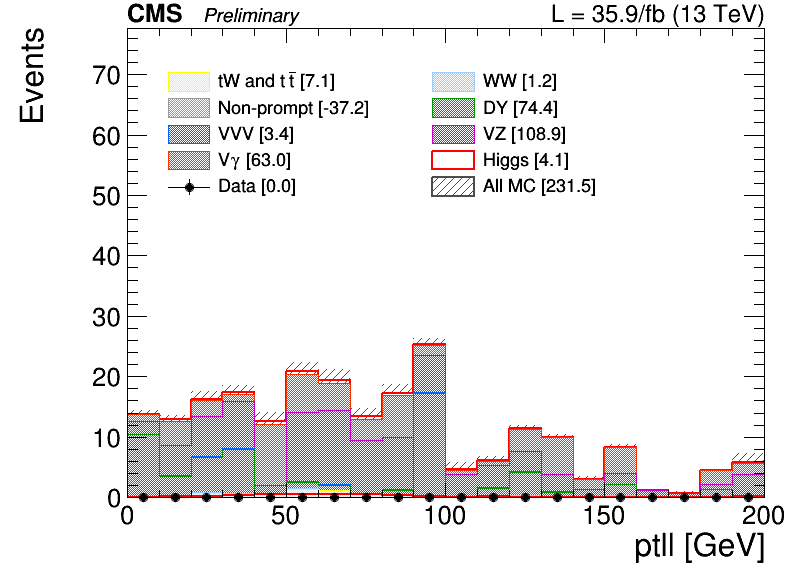 CMS Preliminary L = 35.9/fb (13 TeV)
Events
70
60
50
40
30
20
10
0
tW and t t̅ [7.1]
Non-prompt [-37.2]
VVV [3.4]
Vγ [63.0]
Data [0.0]
WW [1.2]
DY [74.4]
VZ [108.9]
Higgs [4.1]
All MC [231.5]
0 50 100 150 200
ptll [GeV]